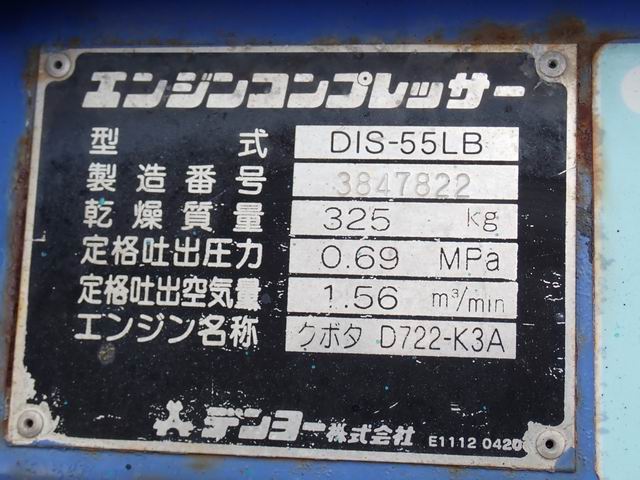 エンジンコンプレッサー
型式 DIS-55LB
製造番号 3847822
乾燥質量 325 kg
定格吐出圧力 0.69 MPa
定格吐出空気量 1.56 m³/min
エンジン名称 クボタ D722-K3A
デンヨー株式会社 E1112 0420